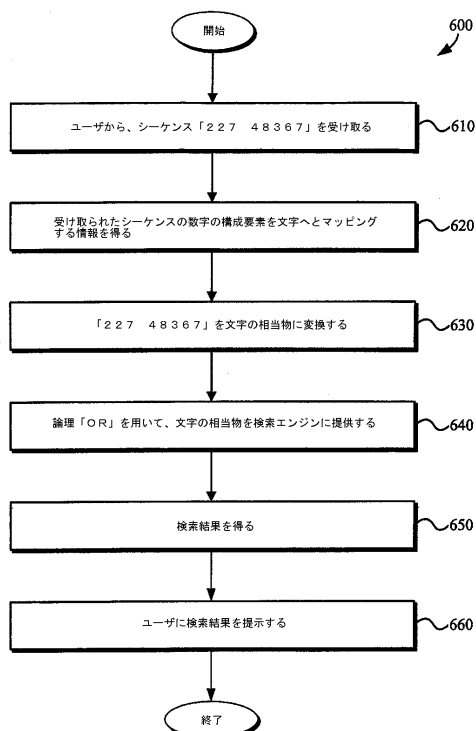 開始
600
ユーザから、シーケンス「２２７　４８３６７」を受け取る
610
受け取られたシーケンスの数字の構成要素を文字へとマッピング
する情報を得る
620
「２２７　４８３６７」を文字の相当物に変換する
630
論理「ＯＲ」を用いて、文字の相当物を検索エンジンに提供する
640
検索結果を得る
650
ユーザに検索結果を提示する
660
終了